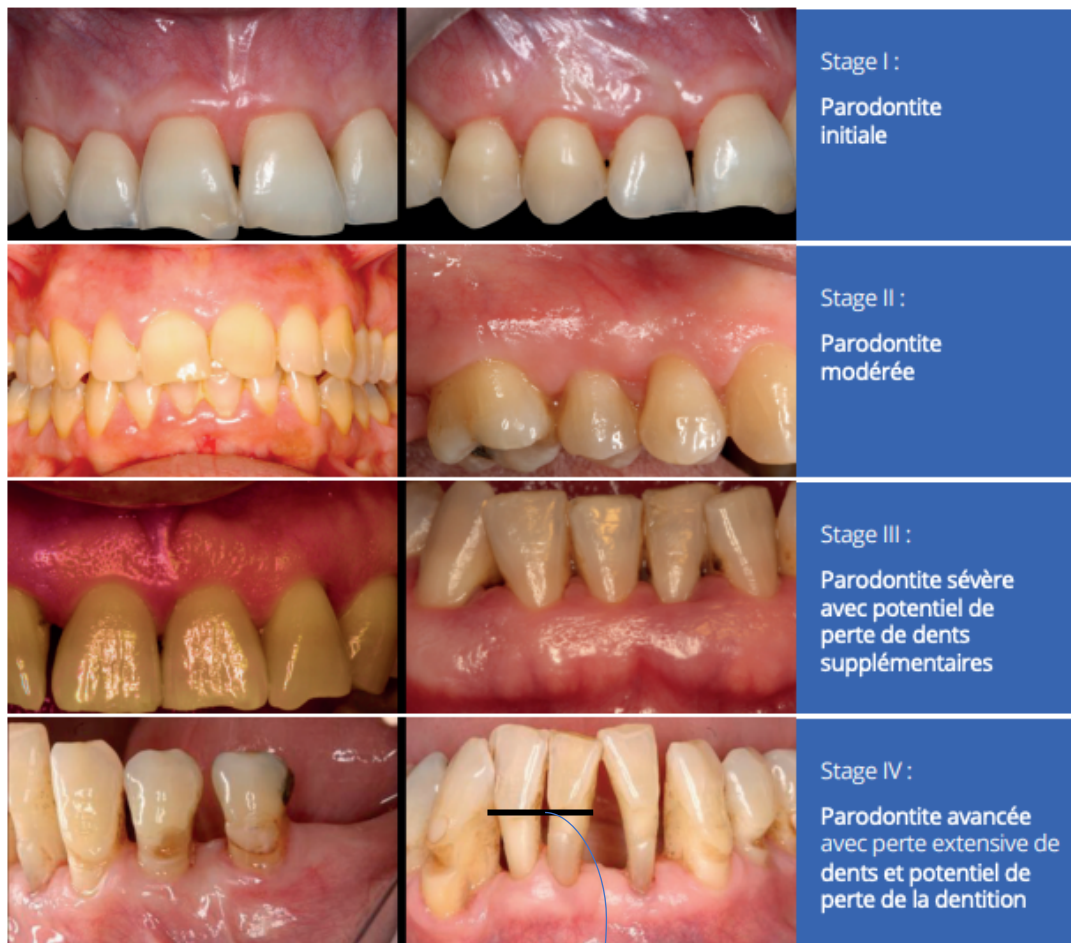 Stage I :
Parodontite
initiale
Stage II :
Parodontite
modérée
Stage III :
Parodontite sévère
avec potentiel de
perte de dents
supplémentaires
Stage IV :
Parodontite avancée
avec perte extensive de
dents et potentiel de
perte de la dentition